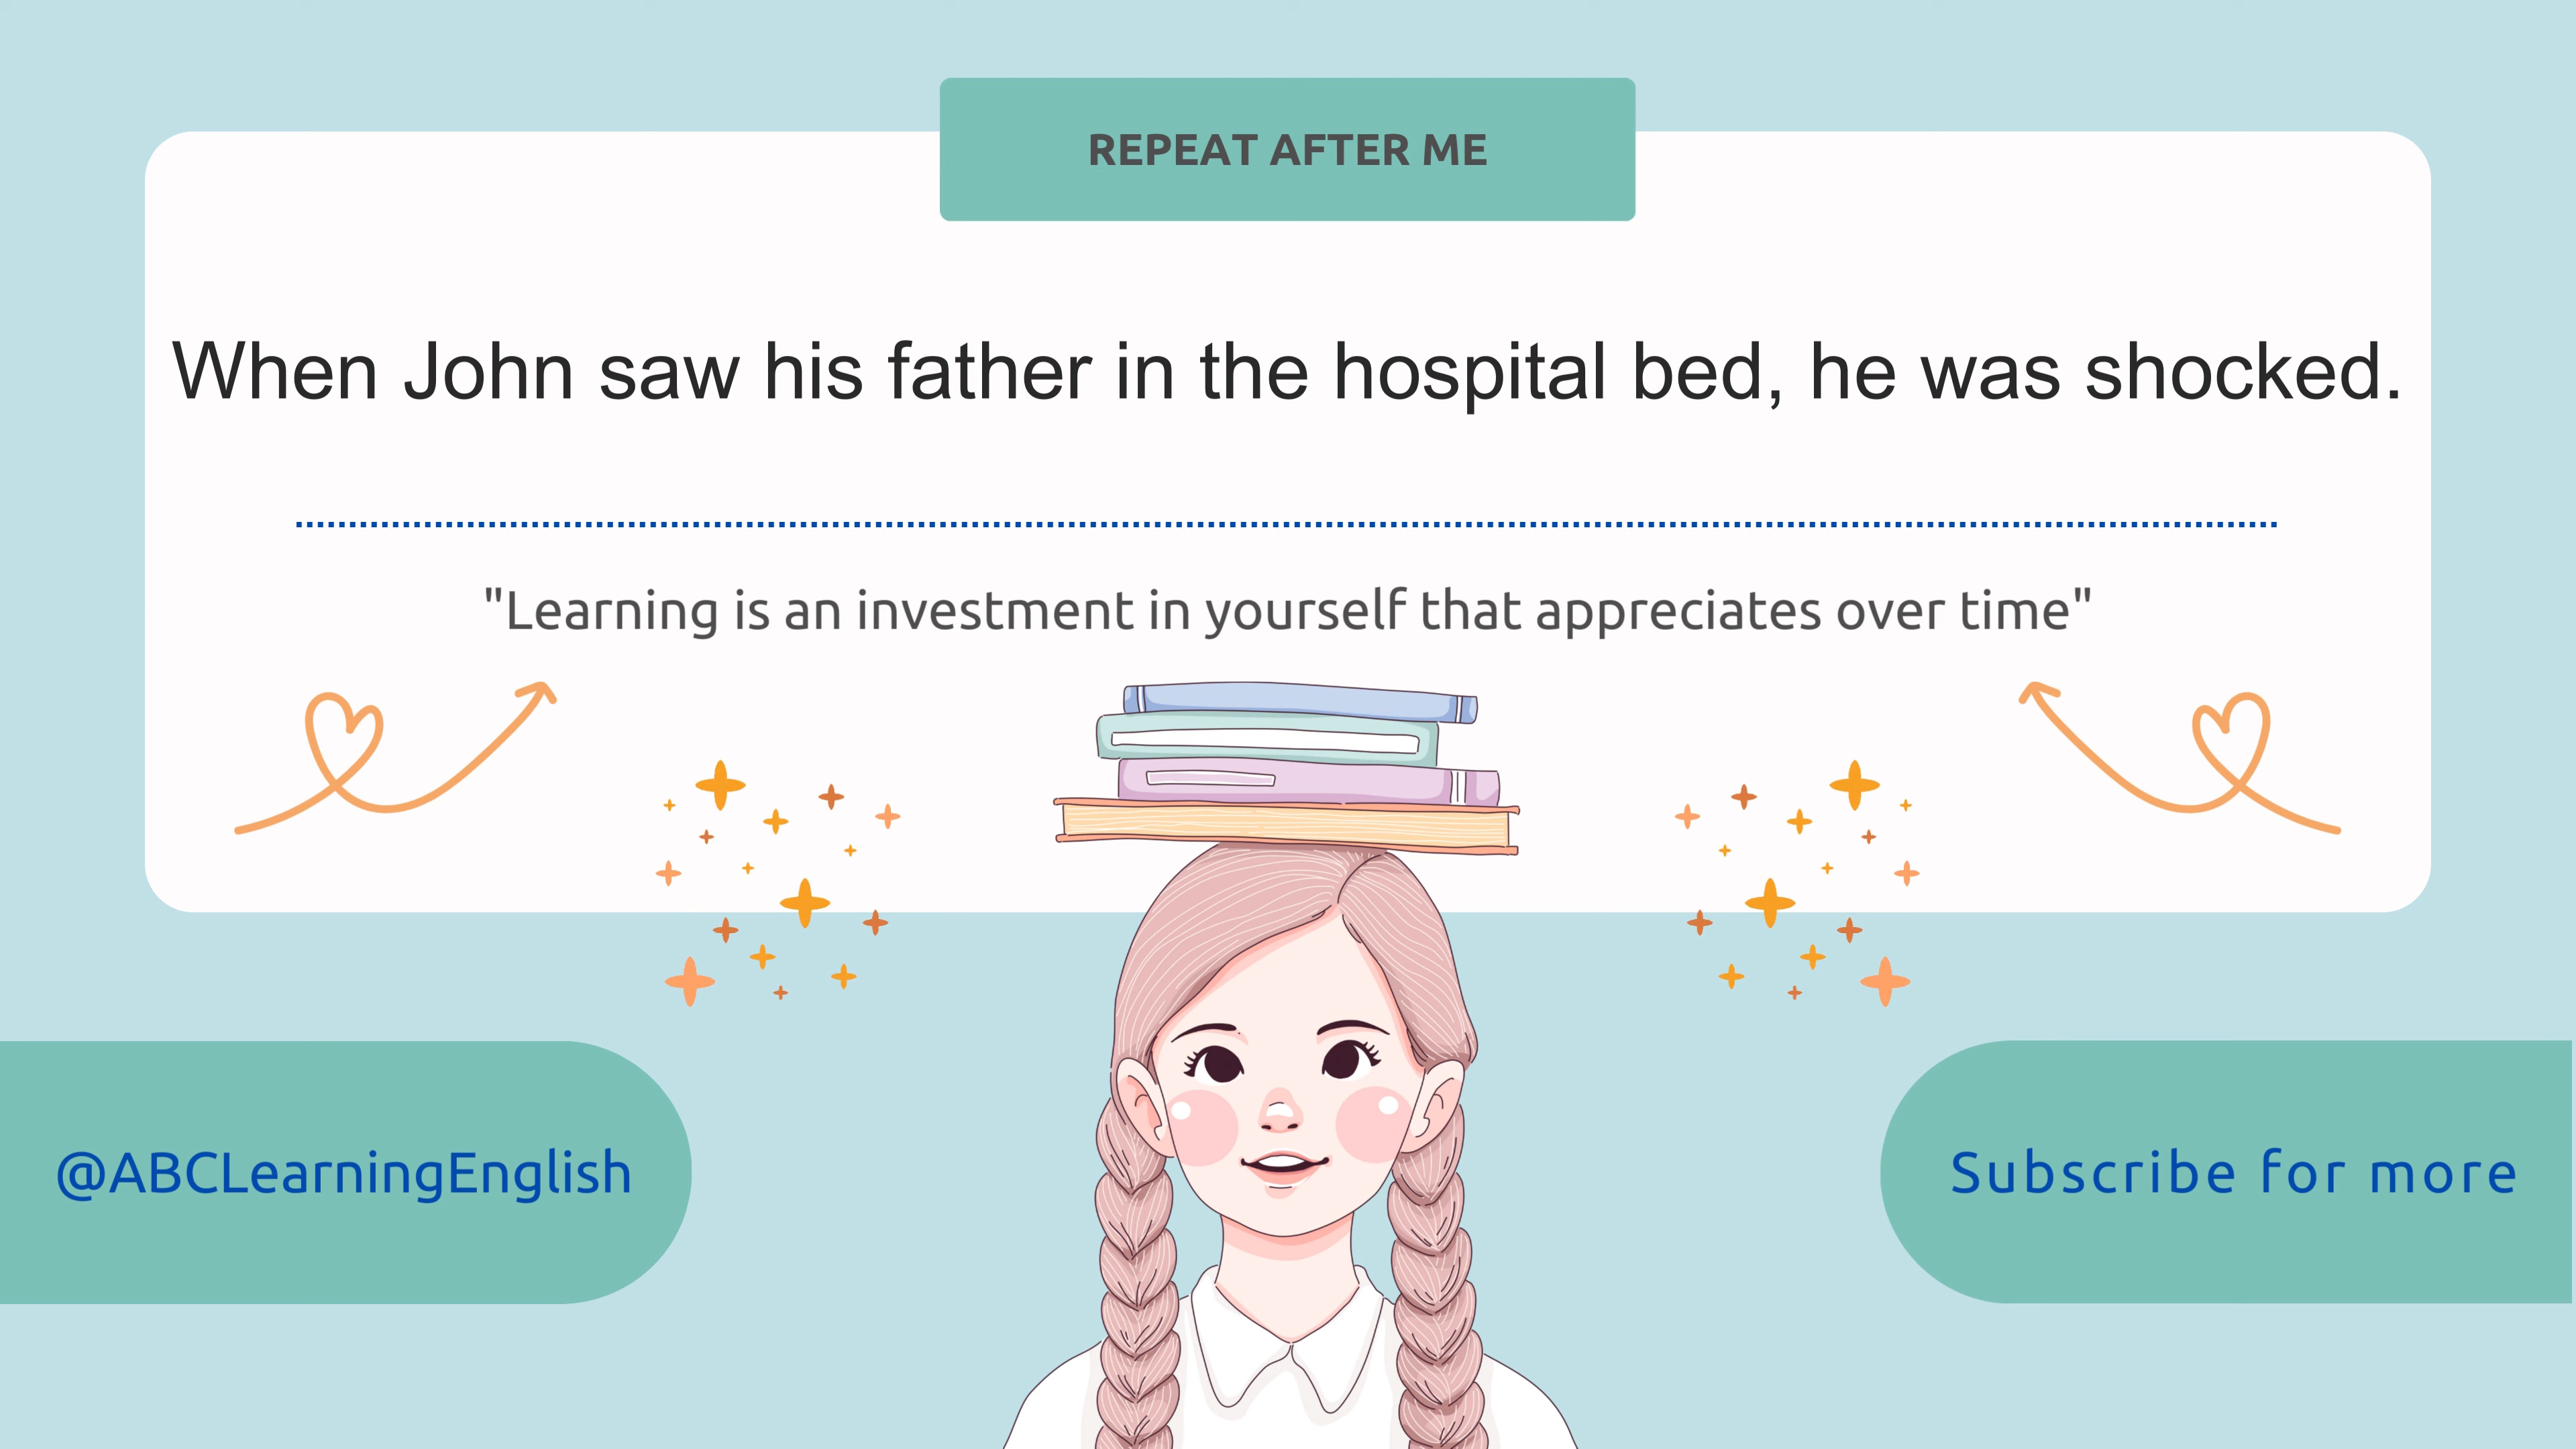 REPEAT AFTER ME
When John saw his father in the hospital bed, he was shocked.
"Learning is an investment in yourself that appreciates over time"
@ABCLearningEnglish
Subscribe for more